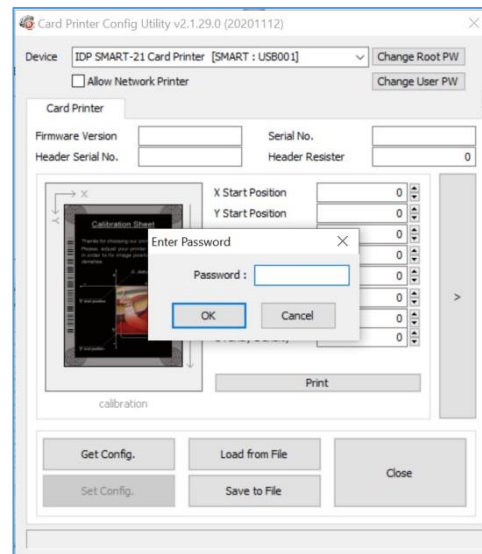 Card Printer Config Utility v2.1.29.0 (20201112)
Device IDP SMART-21 Card Printer [SMART : USB001] Change Root PW
Allow Network Printer Change User PW
Card Printer
Firmware Version Serial No.
Header Serial No. Header Resister 0
X X Start Position 0
Y Y Start Position 0
Calibration Sheet
0
Enter Password
0
Password :
0
0
OK Cancel
0
0
>
Print
calibration
Get Config. Load from File
Close
Set Config. Save to File